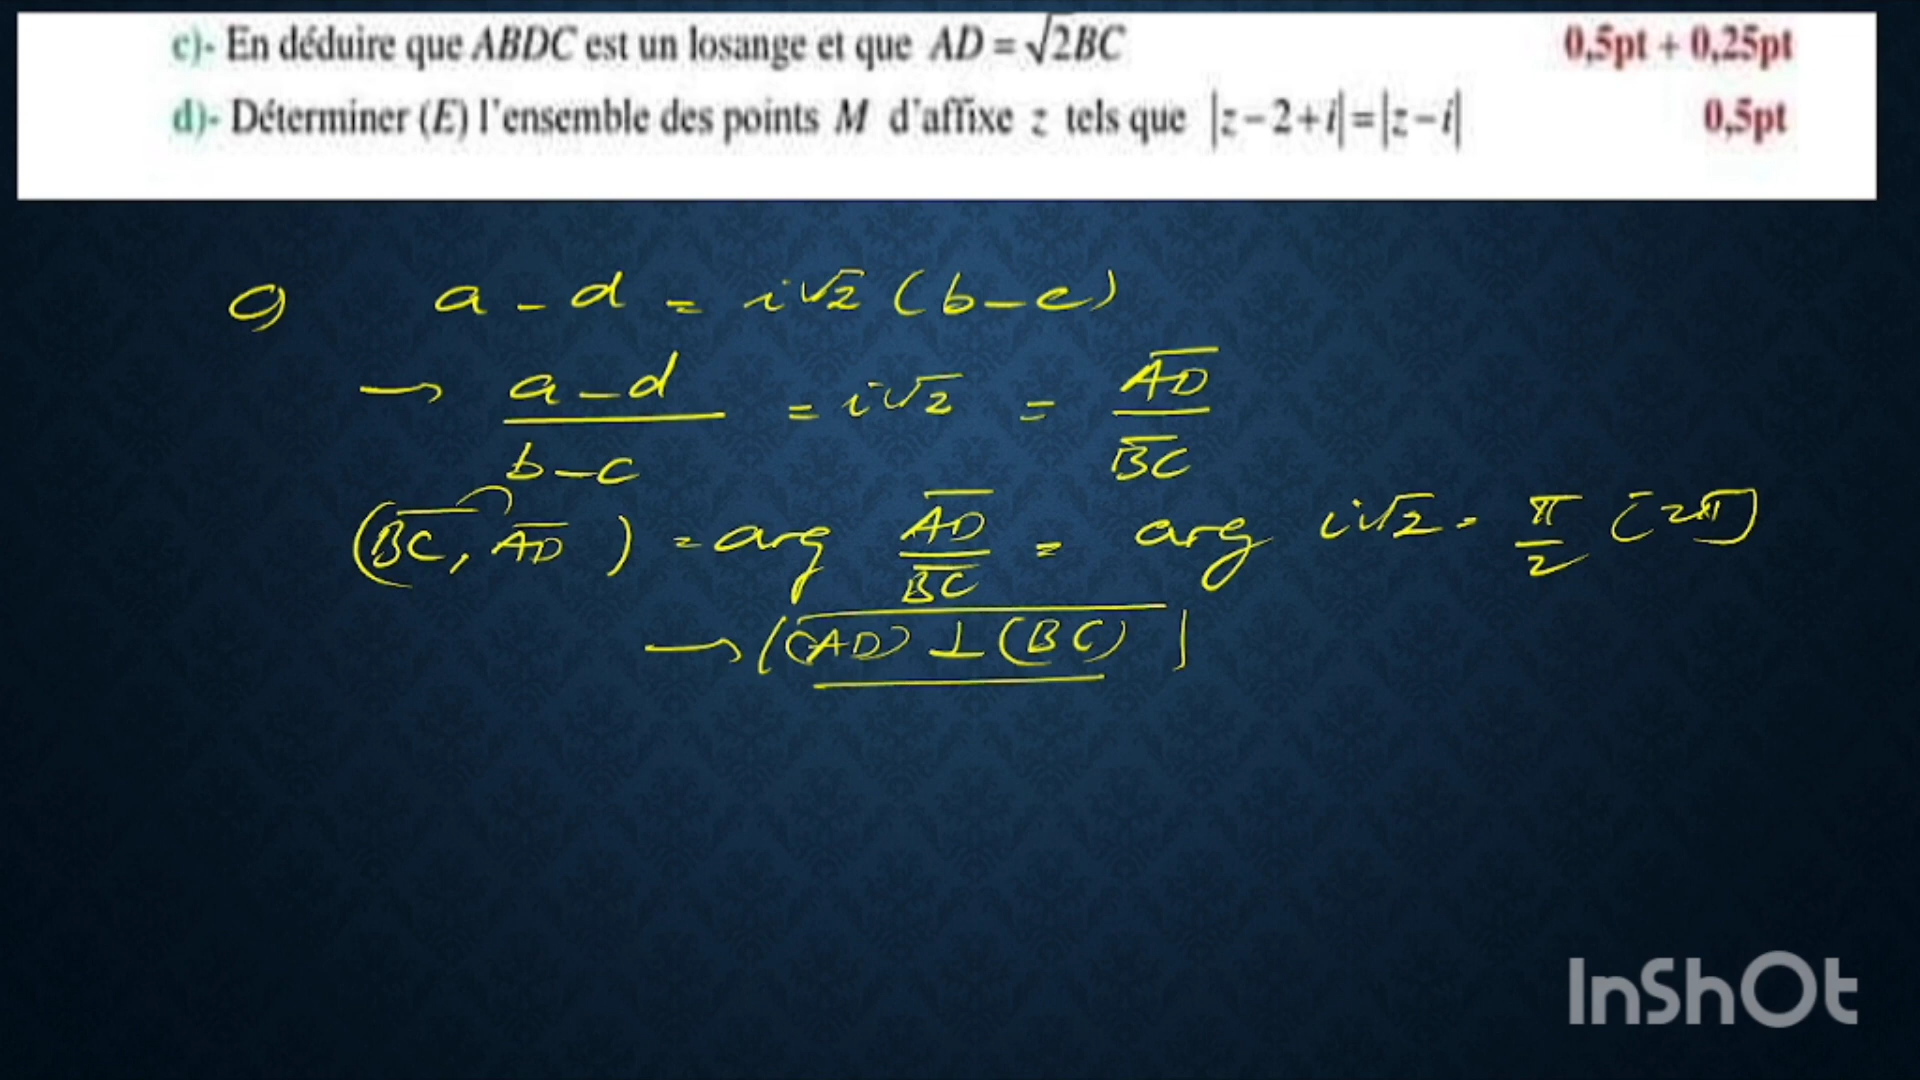 c)- En déduire que ABDC est un losange et que AD = √2BC 0,5pt + 0,25pt
d)- Déterminer (E) l'ensemble des points M d'affixe z tels que |z-2+i|=|z-i| 0,5pt
c) a - d = i√2 (b-c)
→ (a-d)/(b-c) = i√2 = AD/BC
(BC, AD) = arg AD/BC = arg i√2 = π/2 [2π]
→ (AD) ⊥ (BC)
InShOt